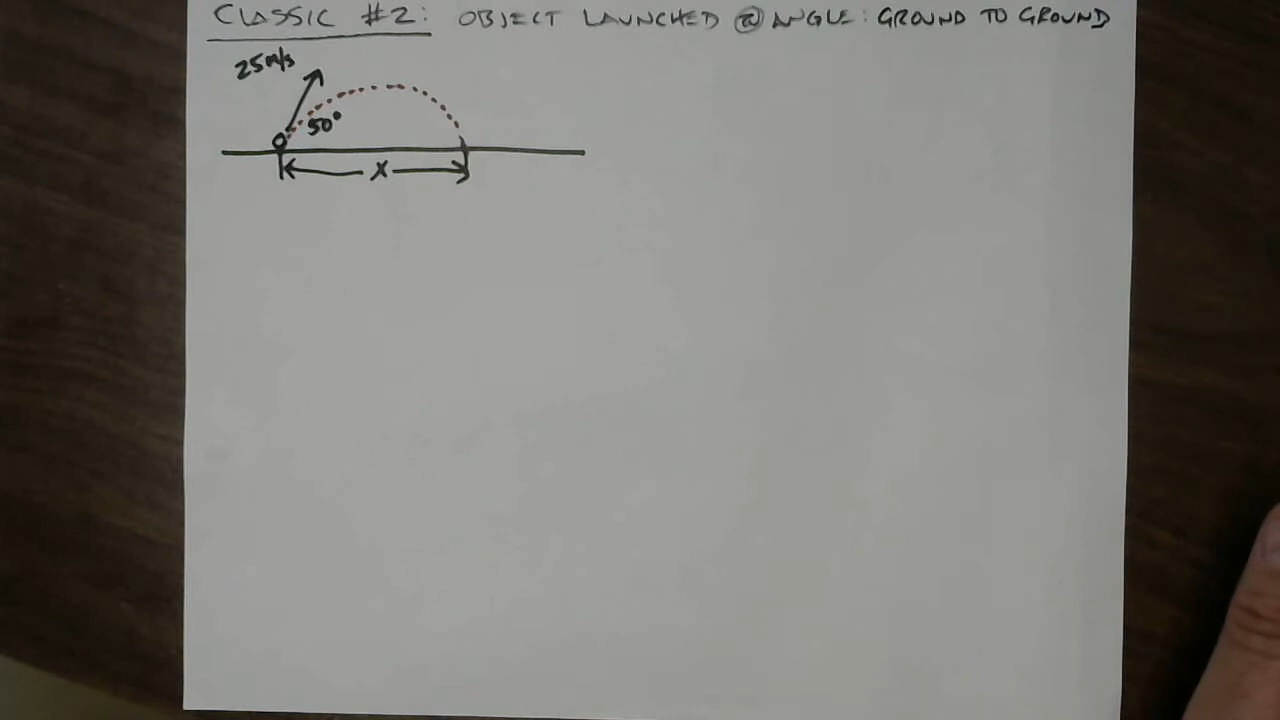 CLASSIC #2: OBJECT LAUNCHED @ ANGLE: GROUND TO GROUND
25m/s
50°
X